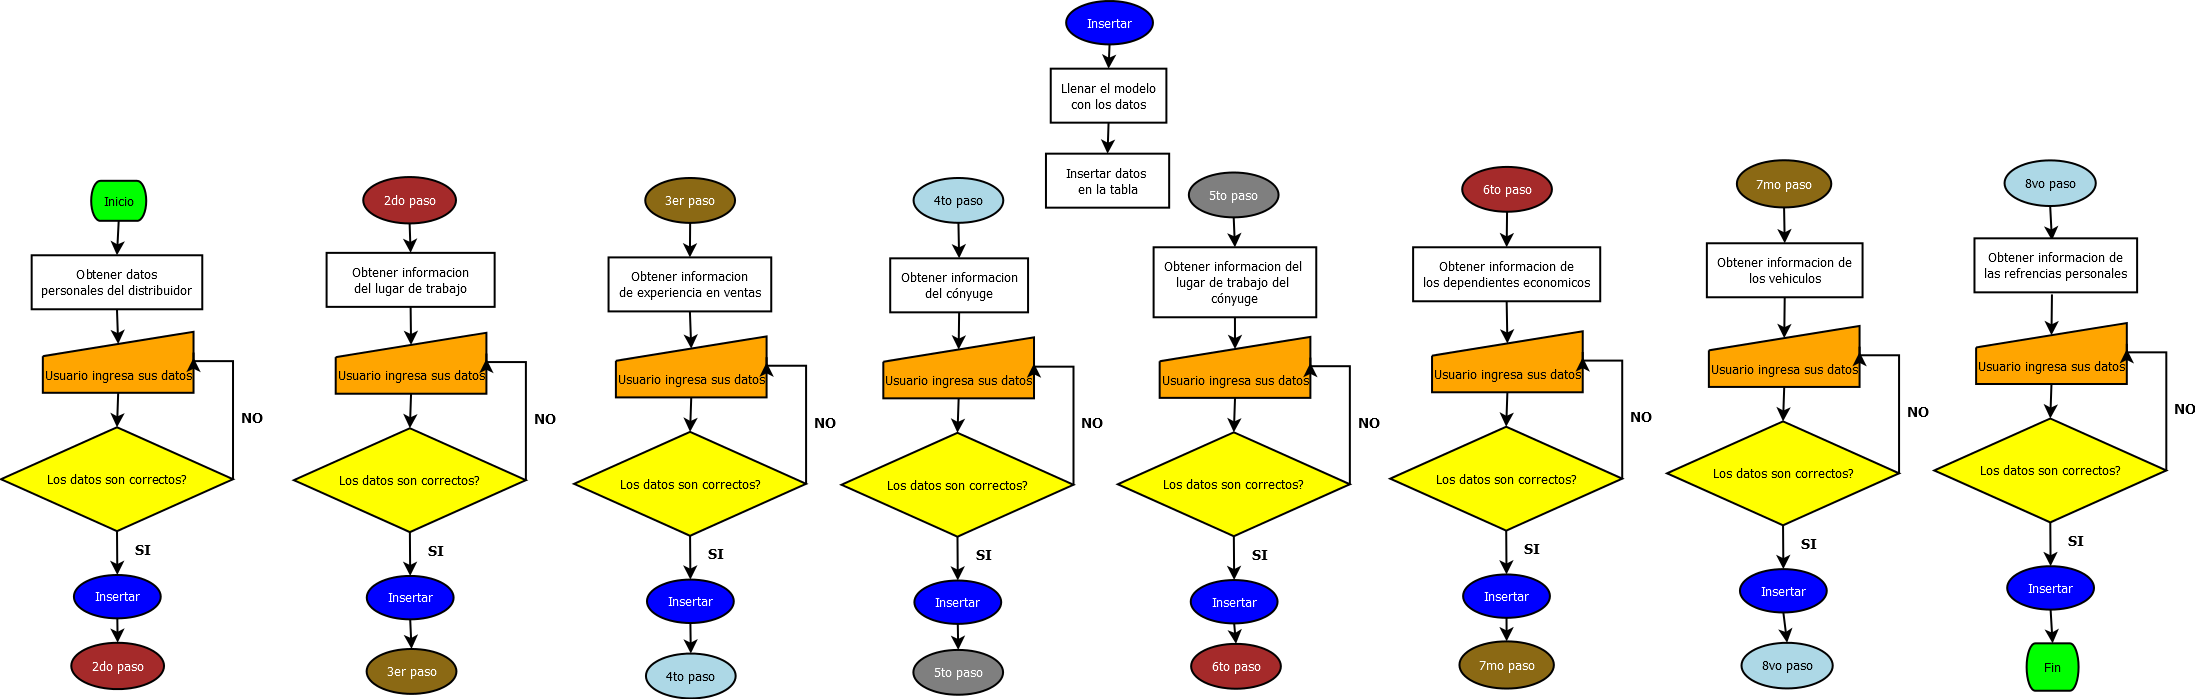 Insertar
Llenar el modelo
con los datos
Insertar datos
en la tabla
Inicio
Obtener datos
personales del distribuidor
Usuario ingresa sus datos
NO
Los datos son correctos?
SI
Insertar
2do paso
2do paso
Obtener informacion
del lugar de trabajo
Usuario ingresa sus datos
NO
Los datos son correctos?
SI
Insertar
3er paso
3er paso
Obtener informacion
de experiencia en ventas
Usuario ingresa sus datos
NO
Los datos son correctos?
SI
Insertar
4to paso
4to paso
Obtener informacion
del cónyuge
Usuario ingresa sus datos
NO
Los datos son correctos?
SI
Insertar
5to paso
5to paso
Obtener informacion del
lugar de trabajo del
cónyuge
Usuario ingresa sus datos
NO
Los datos son correctos?
SI
Insertar
6to paso
6to paso
Obtener informacion de
los dependientes economicos
Usuario ingresa sus datos
NO
Los datos son correctos?
SI
Insertar
7mo paso
7mo paso
Obtener informacion de
los vehiculos
Usuario ingresa sus datos
NO
Los datos son correctos?
SI
Insertar
8vo paso
8vo paso
Obtener informacion de
las refrencias personales
Usuario ingresa sus datos
NO
Los datos son correctos?
SI
Insertar
Fin